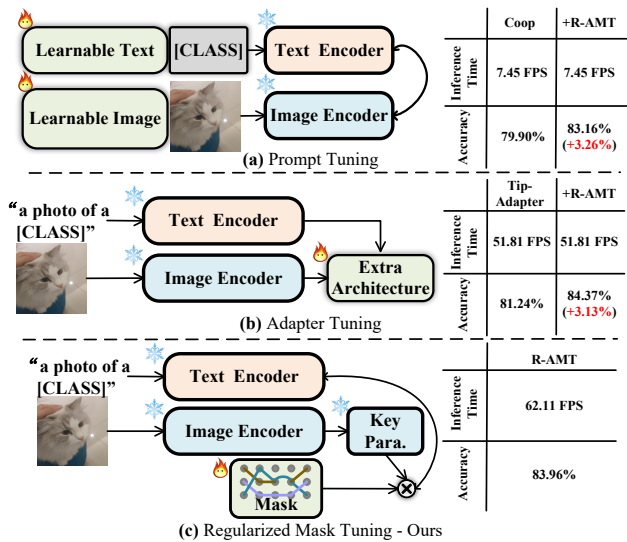 Learnable Text
[CLASS]
Text Encoder
Learnable Image
Image Encoder
(a) Prompt Tuning
Coop
+R-AMT
Inference
Time
7.45 FPS
7.45 FPS
Accuracy
79.90%
83.16%
(+3.26%)
“a photo of a
[CLASS]”
Text Encoder
Image Encoder
Extra
Architecture
(b) Adapter Tuning
Tip-
Adapter
+R-AMT
Inference
Time
51.81 FPS
51.81 FPS
Accuracy
81.24%
84.37%
(+3.13%)
“a photo of a
[CLASS]”
Text Encoder
Image Encoder
Key
Para.
Mask
(c) Regularized Mask Tuning - Ours
R-AMT
Inference
Time
62.11 FPS
Accuracy
83.96%